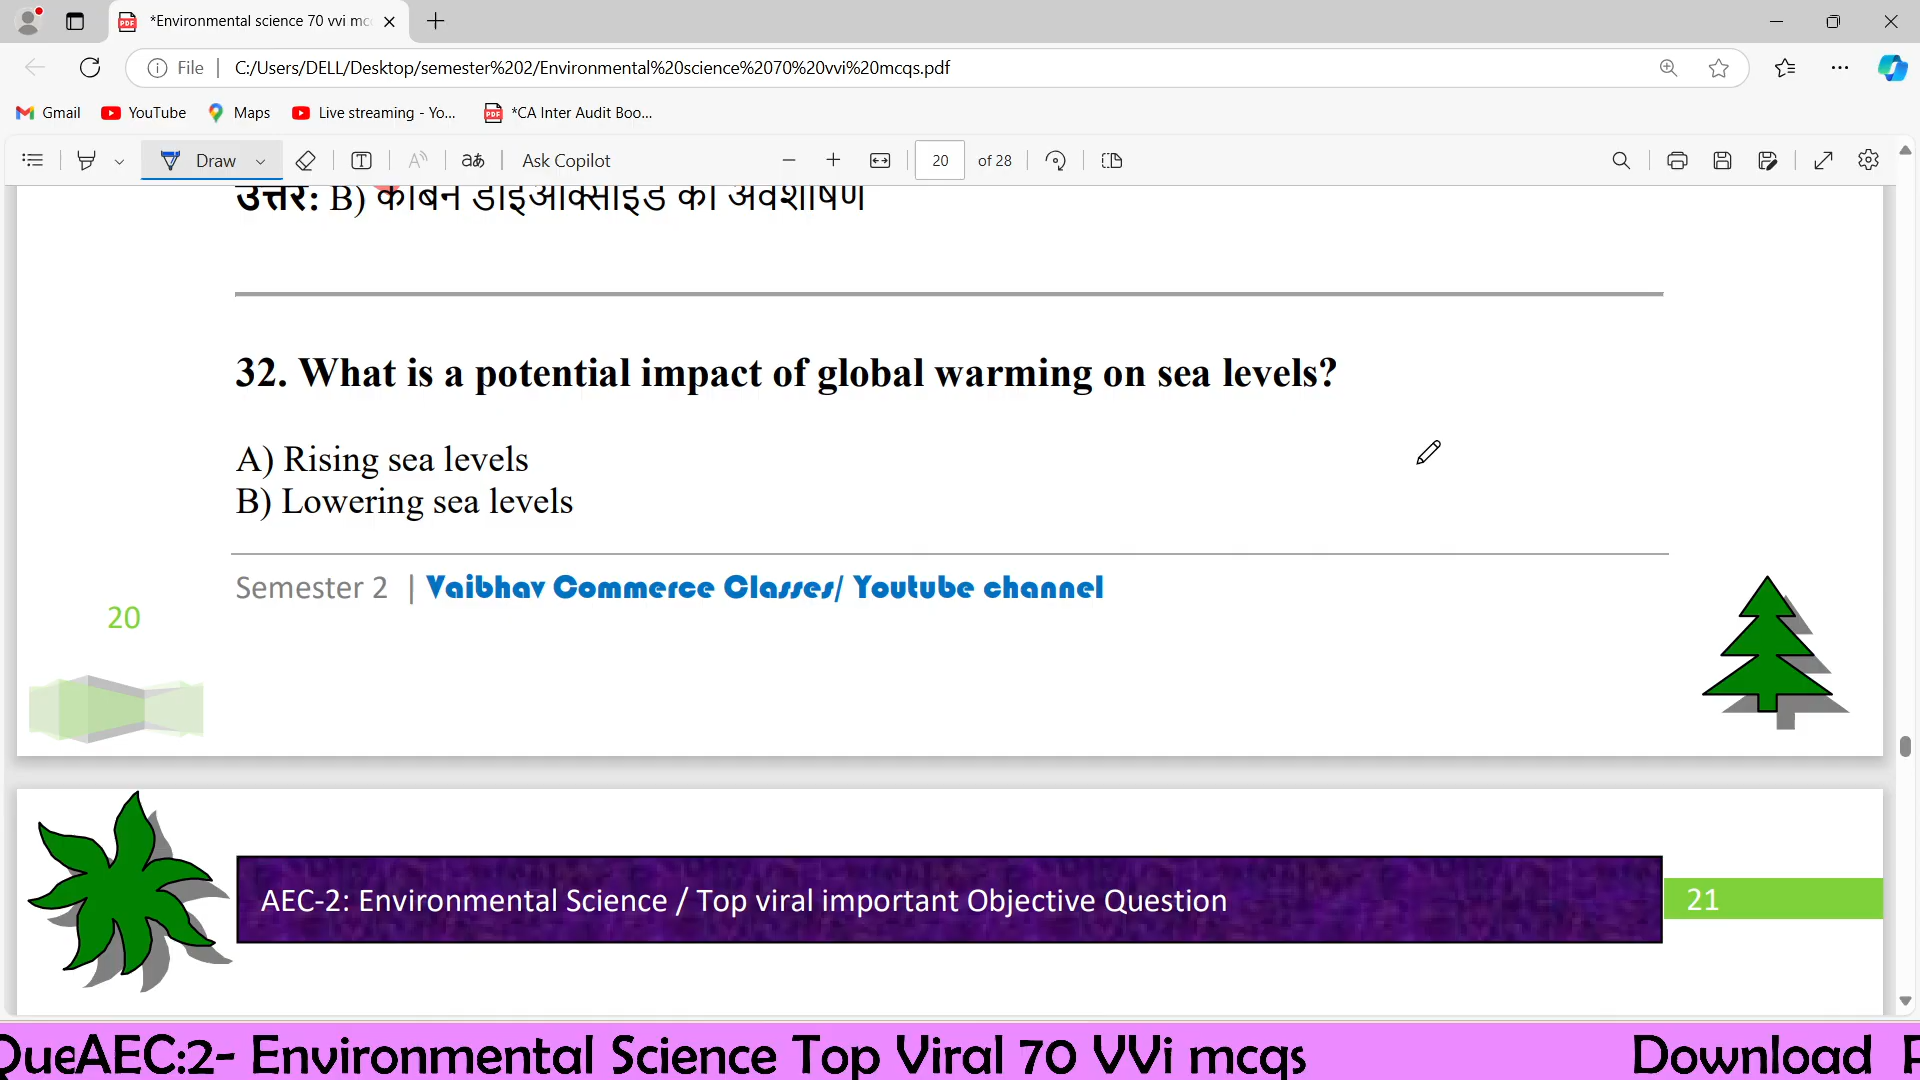 *Environmental science 70 vvi mc
File
C:/Users/DELL/Desktop/semester%202/Environmental%20science%2070%20vvi%20mcqs.pdf
Gmail YouTube Maps Live streaming - Yo... *CA Inter Audit Boo...
Draw Ask Copilot 20 of 28
उत्तर: B) कार्बन डाइऑक्साइड का अवशोषण
32. What is a potential impact of global warming on sea levels?
A) Rising sea levels
B) Lowering sea levels
Semester 2 | Vaibhav Commerce Classes/ Youtube channel
20
AEC-2: Environmental Science / Top viral important Objective Question
21
QueAEC:2- Environmental Science Top Viral 70 VVi mcqs Download P